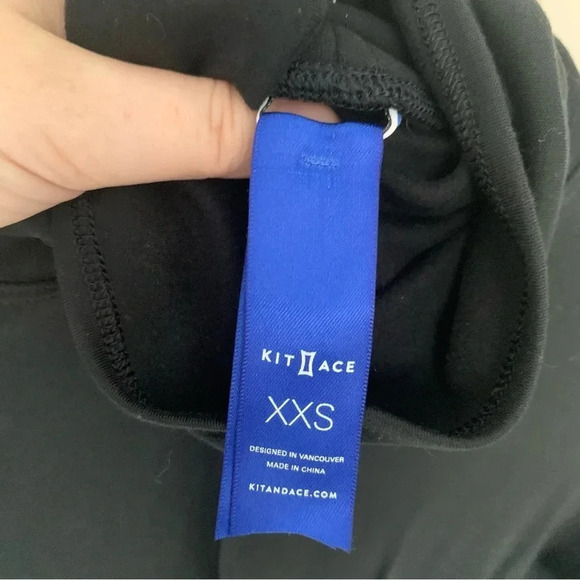 KIT ACE
XXS
DESIGNED IN VANCOUVER
MADE IN CHINA
KITANDACE.COM